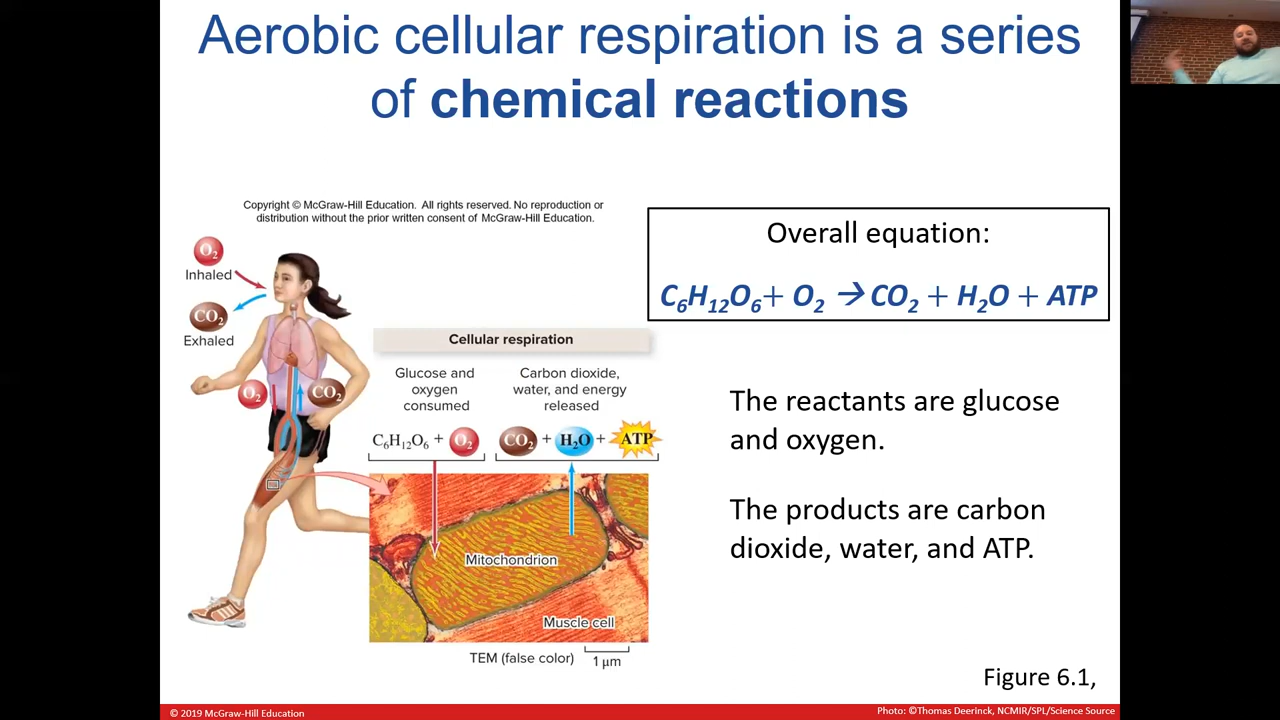 Aerobic cellular respiration is a series
of chemical reactions
Copyright © McGraw-Hill Education. All rights reserved. No reproduction or
distribution without the prior written consent of McGraw-Hill Education.
O₂
Inhaled
CO₂
Exhaled
O₂
CO₂
Cellular respiration
Glucose and
oxygen
consumed
Carbon dioxide,
water, and energy
released
C₆H₁₂O₆ + O₂
CO₂ + H₂O + ATP
Mitochondrion
Muscle cell
TEM (false color)
1 μm
Overall equation:
C₆H₁₂O₆+ O₂ → CO₂ + H₂O + ATP
The reactants are glucose
and oxygen.
The products are carbon
dioxide, water, and ATP.
Figure 6.1,
© 2019 McGraw-Hill Education
Photo: ©Thomas Deerinck, NCMIR/SPL/Science Source